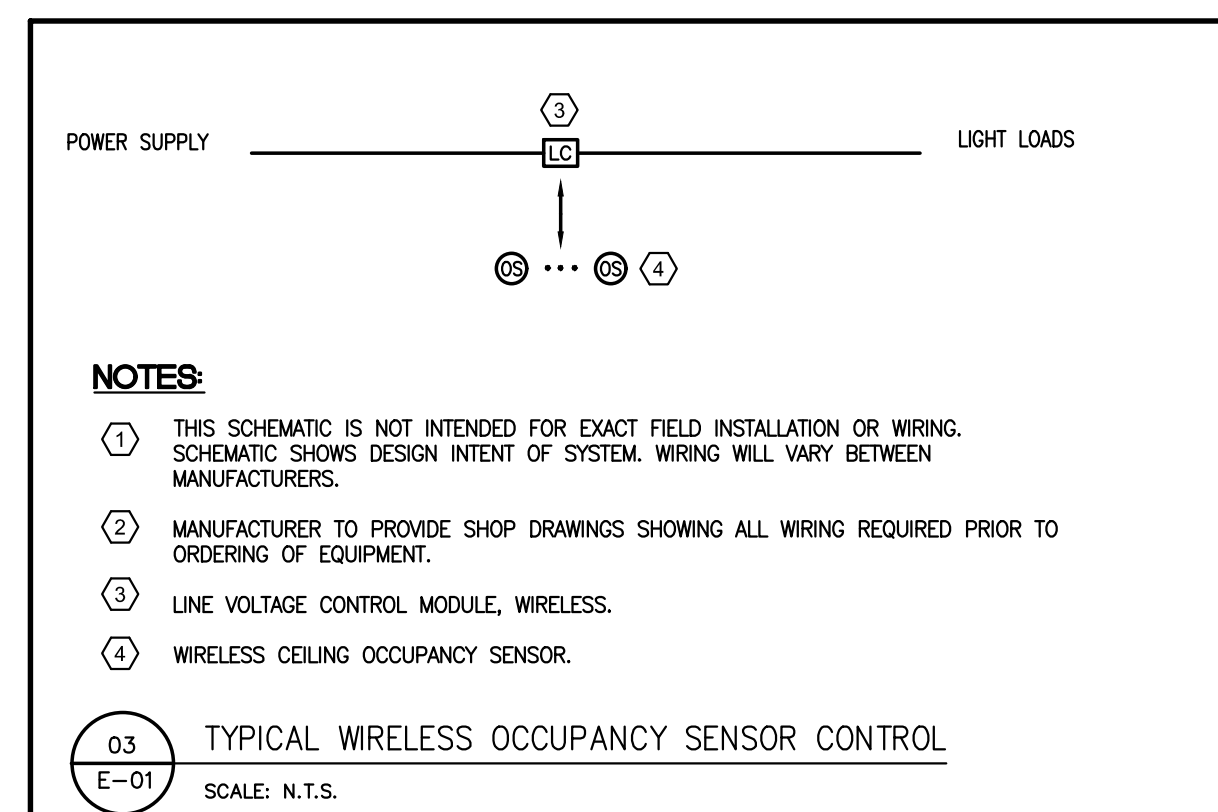 3
POWER SUPPLY
LC
LIGHT LOADS
OS ••• OS 4
NOTES:
1 THIS SCHEMATIC IS NOT INTENDED FOR EXACT FIELD INSTALLATION OR WIRING.
SCHEMATIC SHOWS DESIGN INTENT OF SYSTEM. WIRING WILL VARY BETWEEN
MANUFACTURERS.
2 MANUFACTURER TO PROVIDE SHOP DRAWINGS SHOWING ALL WIRING REQUIRED PRIOR TO
ORDERING OF EQUIPMENT.
3 LINE VOLTAGE CONTROL MODULE, WIRELESS.
4 WIRELESS CEILING OCCUPANCY SENSOR.
03
E-01
TYPICAL WIRELESS OCCUPANCY SENSOR CONTROL
SCALE: N.T.S.